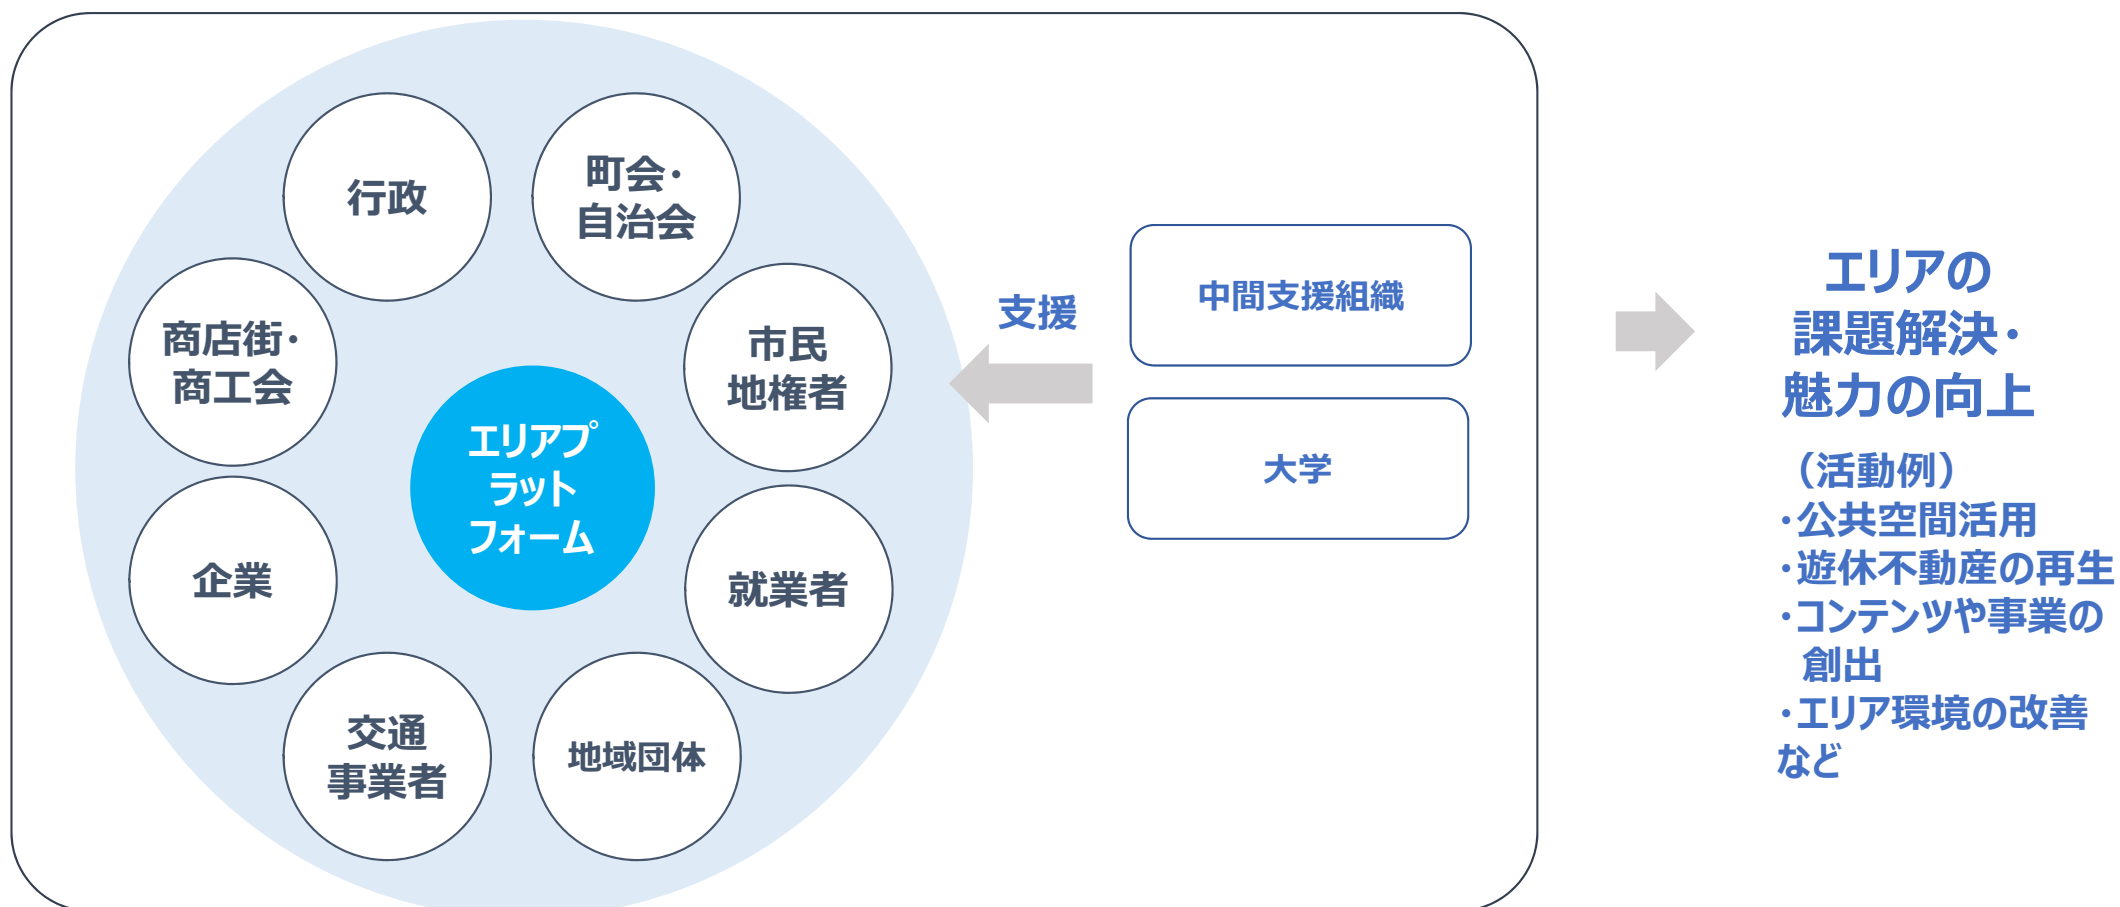 行政
町会・
自治会
商店街・
商工会
市民
地権者
エリアプ
ラット
フォーム
企業
就業者
交通
事業者
地域団体
支援
中間支援組織
大学
エリアの
課題解決・
魅力の向上
（活動例）
・公共空間活用
・遊休不動産の再生
・コンテンツや事業の
創出
・エリア環境の改善
など